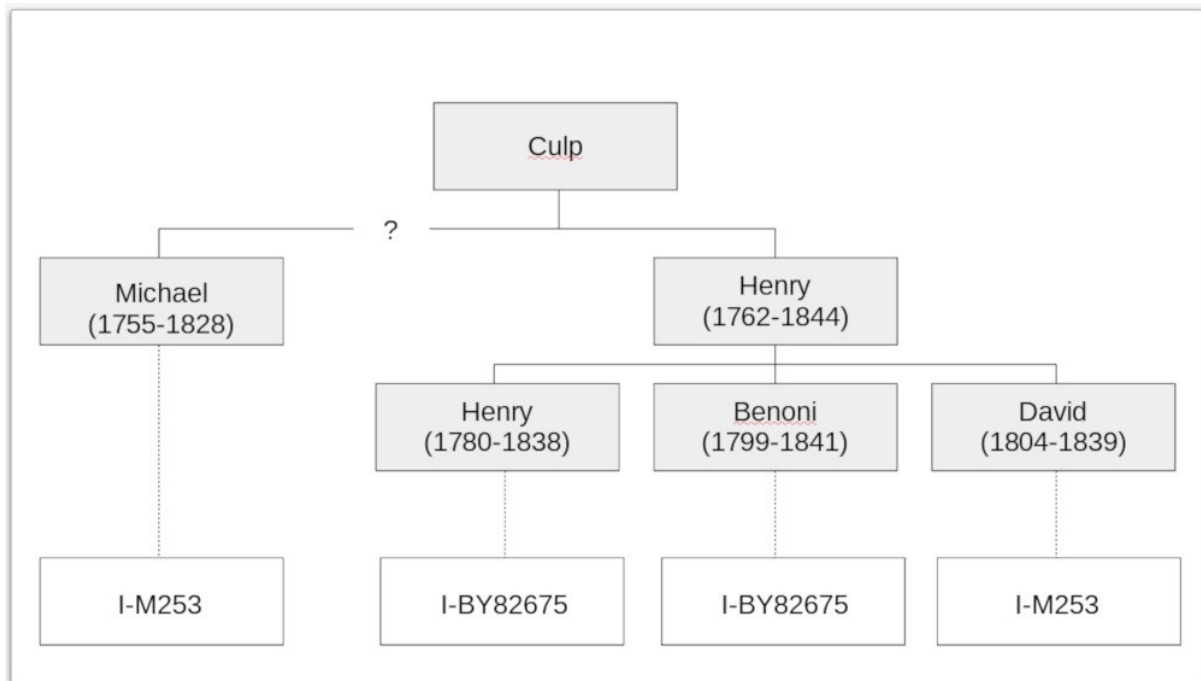 Culp
?
Michael
(1755-1828)
Henry
(1762-1844)
Henry
(1780-1838)
Benoni
(1799-1841)
David
(1804-1839)
I-M253
I-BY82675
I-BY82675
I-M253